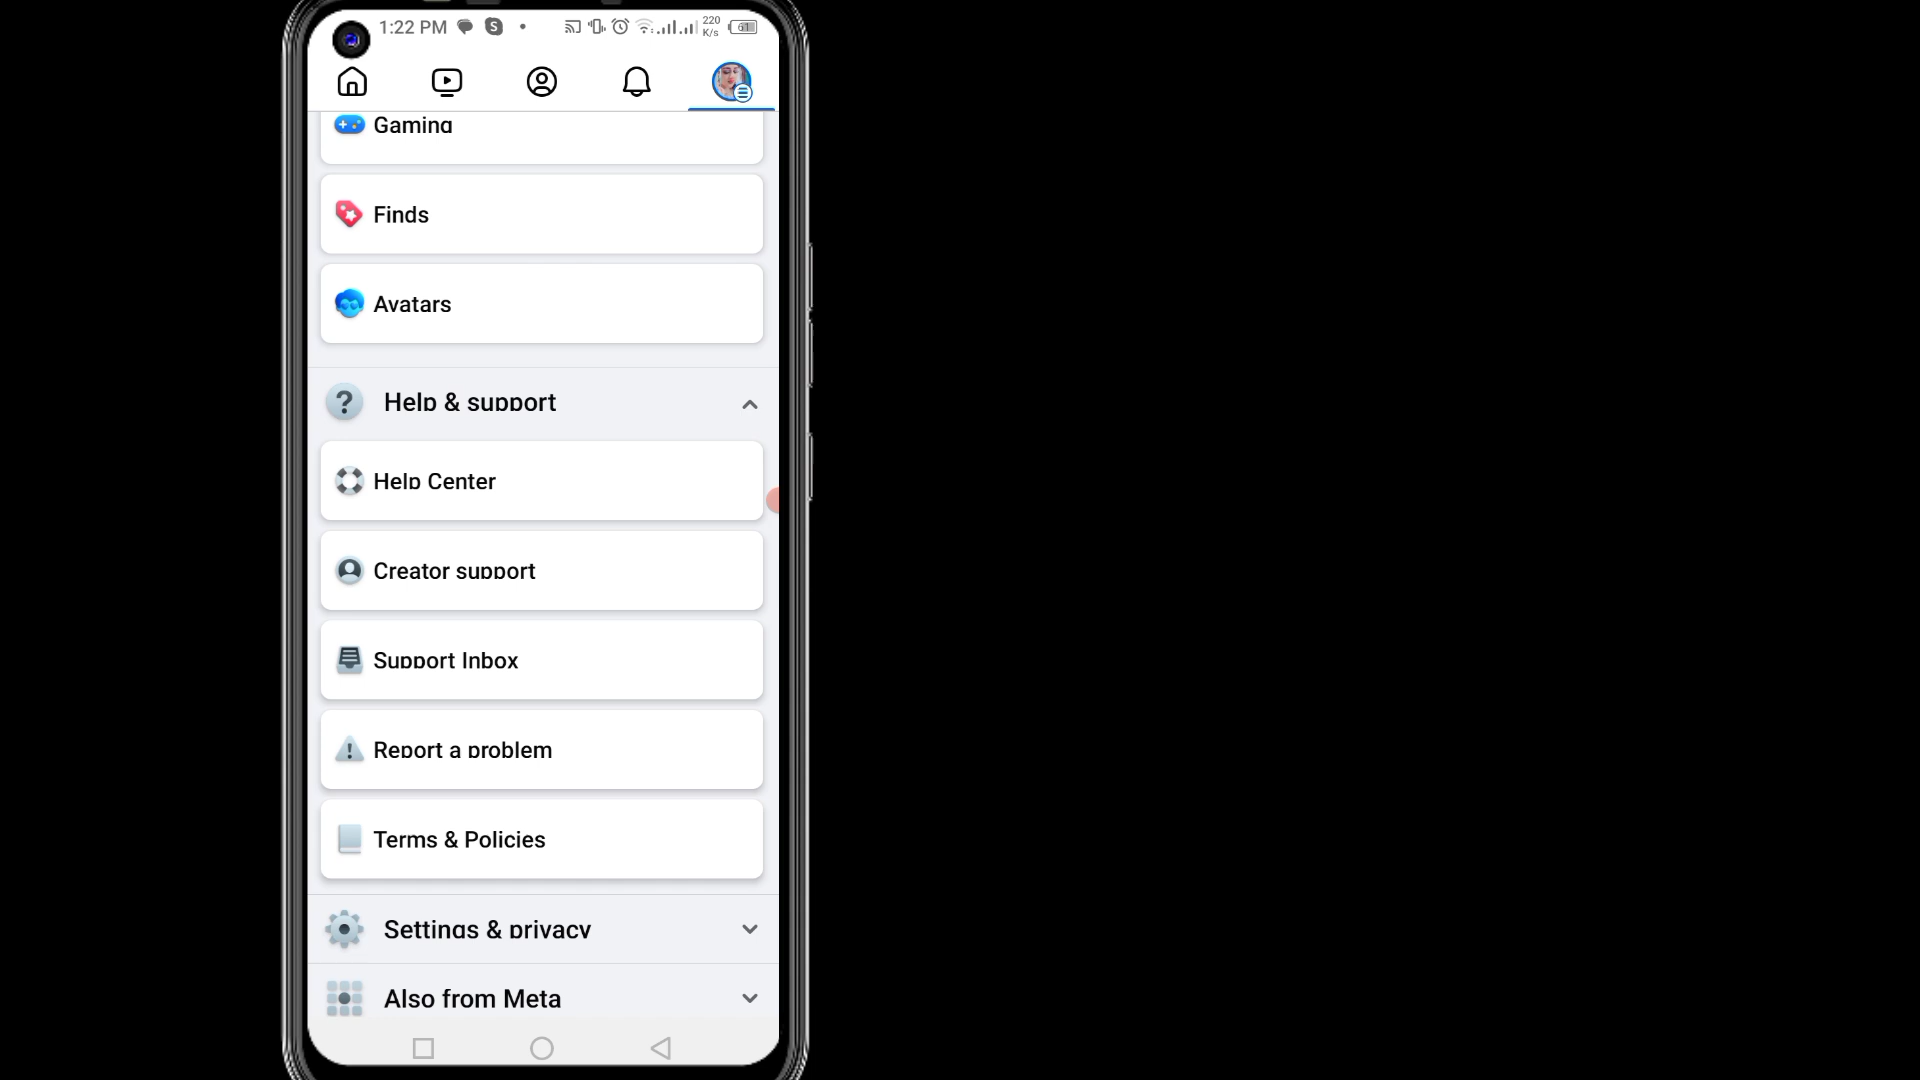 1:22 PM
220
K/s
61
Gaming
Finds
Avatars
Help & support
Help Center
Creator support
Support Inbox
Report a problem
Terms & Policies
Settings & privacy
Also from Meta